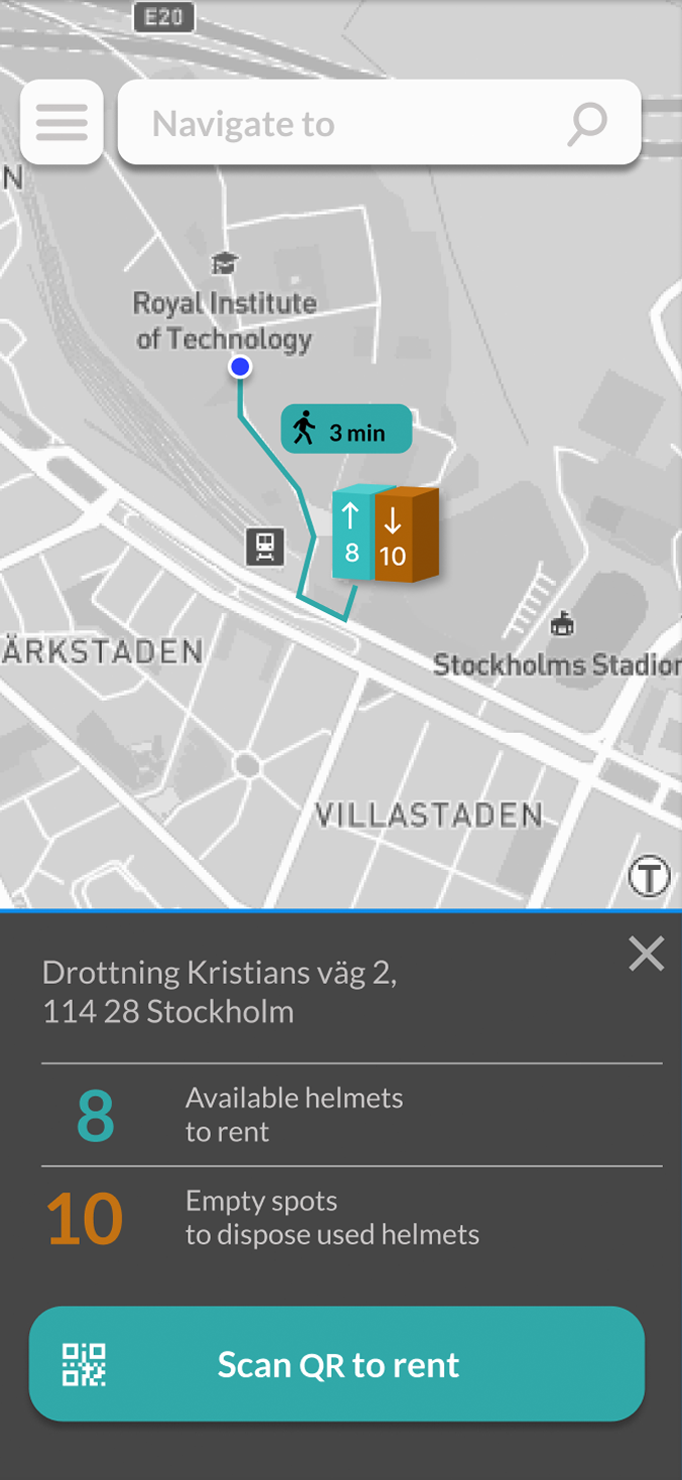 E20
Navigate to
N
Royal Institute
of Technology
3 min
↑ ↓
8 10
ÄRKSTADEN
Stockholms Stadion
VILLASTADEN
T
Drottning Kristians väg 2,
114 28 Stockholm
8 Available helmets
to rent
10 Empty spots
to dispose used helmets
Scan QR to rent